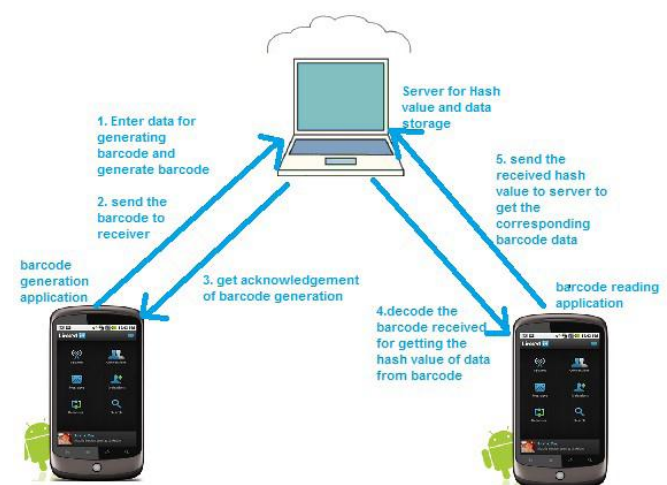 Server for Hash
value and data
storage
1. Enter data for
generating
barcode and
generate barcode
2. send the
barcode to
receiver
5. send the
received hash
value to server to
get the
corresponding
barcode data
barcode
generation
application
3. get acknowledgement
of barcode generation
4.decode the
barcode received
for getting the
hash value of data
from barcode
barcode reading
application